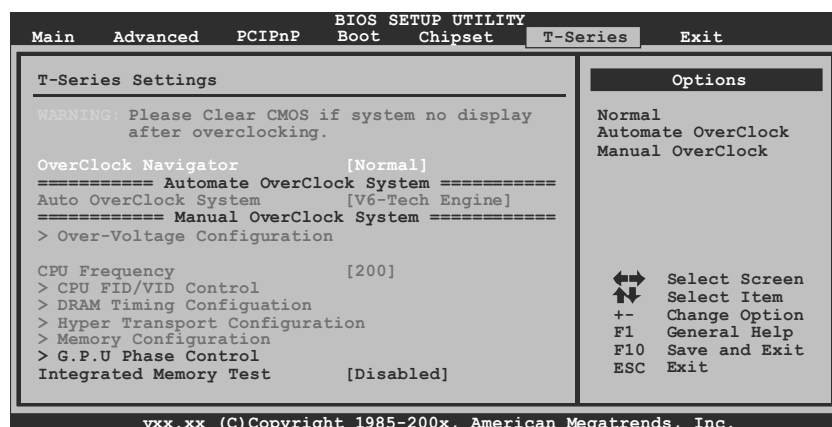 BIOS SETUP UTILITY
Main Advanced PCIPnP Boot Chipset T-Series Exit
T-Series Settings
WARNING: Please Clear CMOS if system no display
after overclocking.
OverClock Navigator [Normal]
=========== Automate OverClock System ===========
Auto OverClock System [V6-Tech Engine]
============ Manual OverClock System ============
> Over-Voltage Configuration
CPU Frequency [200]
> CPU FID/VID Control
> DRAM Timing Configuation
> Hyper Transport Configuration
> Memory Configuration
> G.P.U Phase Control
Integrated Memory Test [Disabled]
Options
Normal
Automate OverClock
Manual OverClock
Select Screen
Select Item
+- Change Option
F1 General Help
F10 Save and Exit
ESC Exit
vxx.xx (C)Copyright 1985-200x, American Megatrends, Inc.